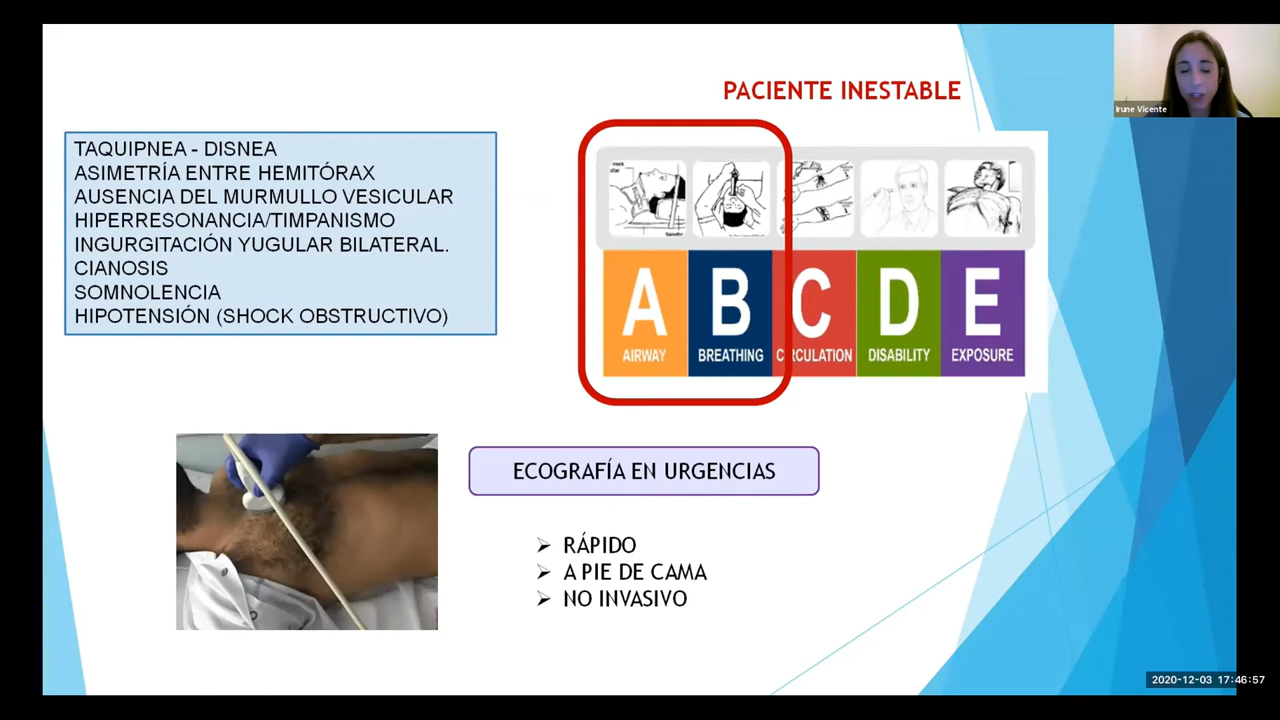 PACIENTE INESTABLE
Irune Vicente
TAQUIPNEA - DISNEA
ASIMETRÍA ENTRE HEMITÓRAX
AUSENCIA DEL MURMULLO VESICULAR
HIPERRESONANCIA/TIMPANISMO
INGURGITACIÓN YUGULAR BILATERAL.
CIANOSIS
SOMNOLENCIA
HIPOTENSIÓN (SHOCK OBSTRUCTIVO)
A B C D E
AIRWAY BREATHING CIRCULATION DISABILITY EXPOSURE
ECOGRAFÍA EN URGENCIAS
➢ RÁPIDO
➢ A PIE DE CAMA
➢ NO INVASIVO
2020-12-03 17:46:57